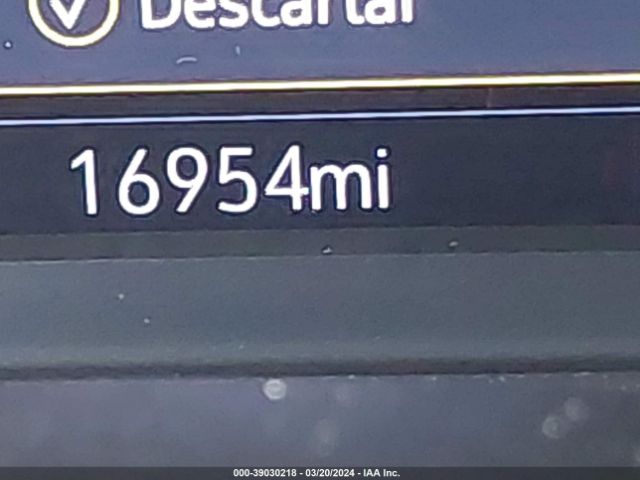 Descartar
16954mi
000-39030218 - 03/20/2024 - IAA Inc.